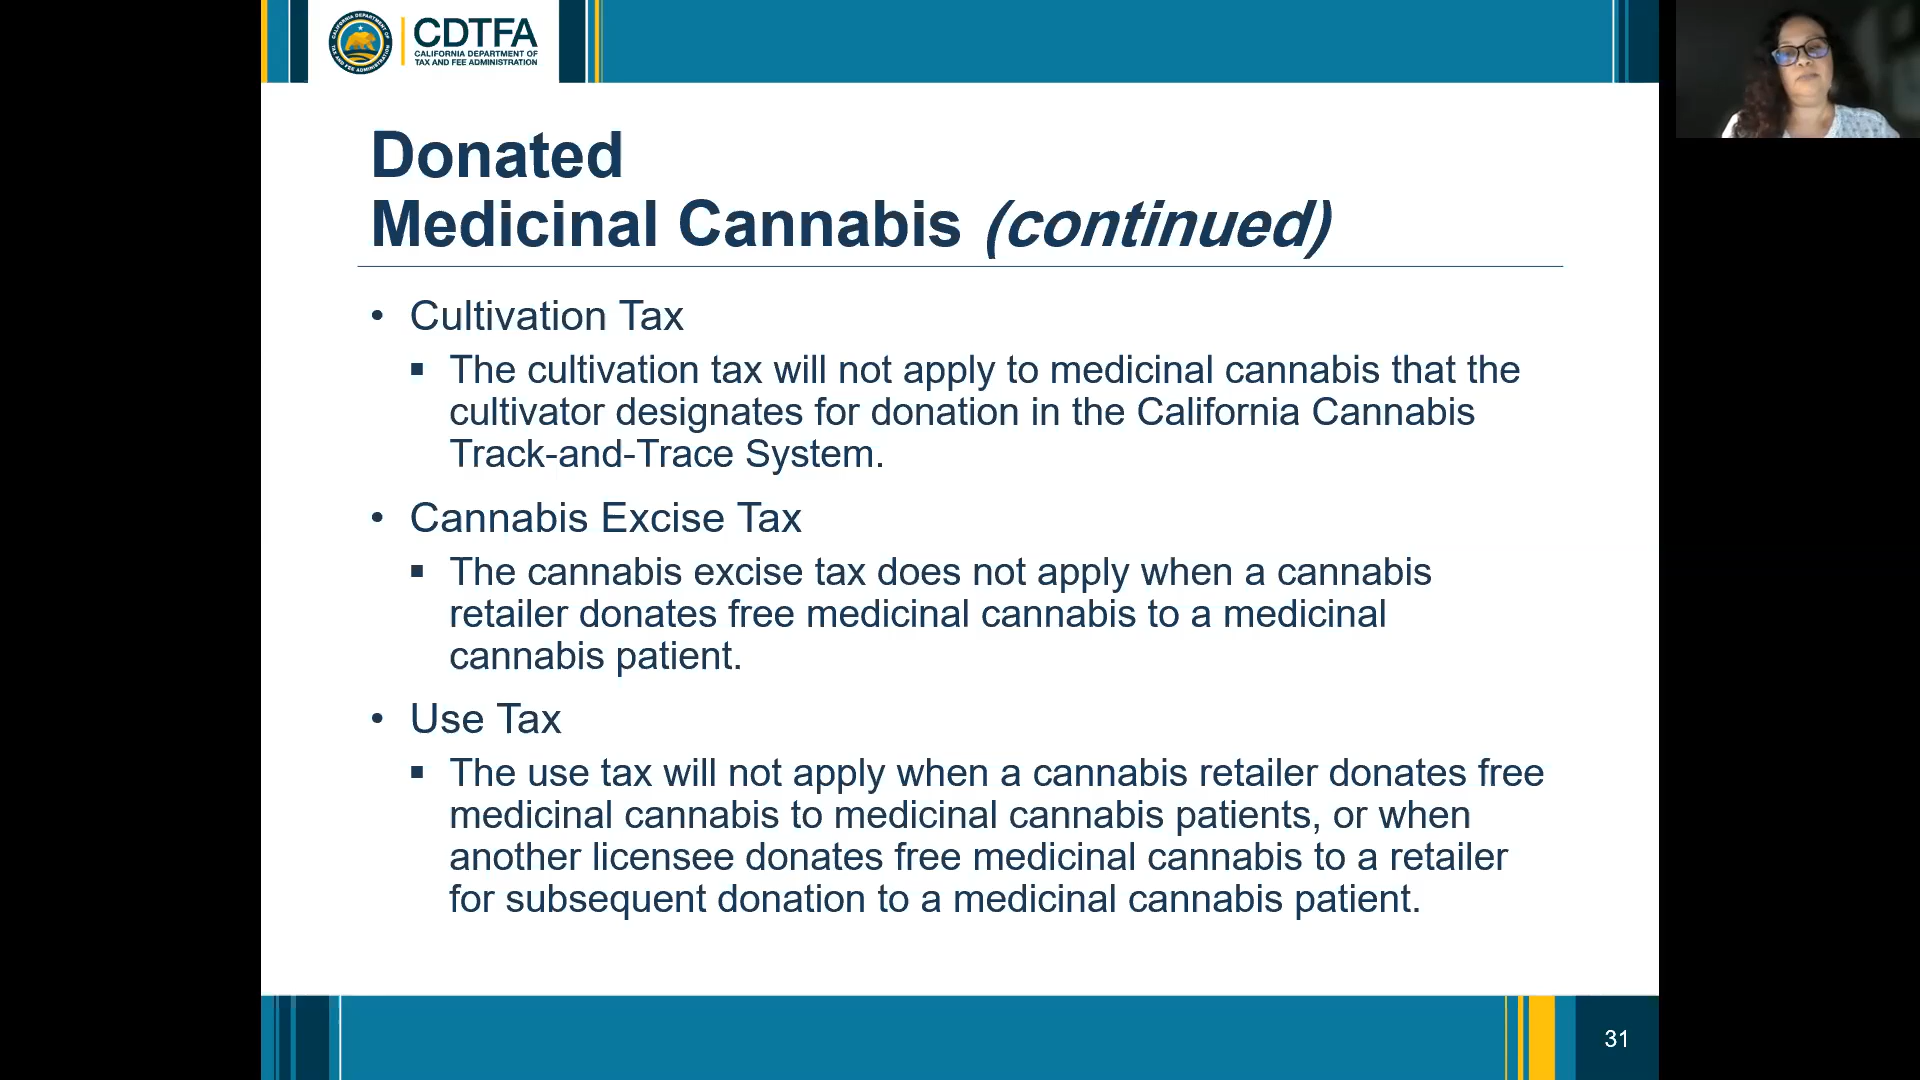 CDTFA
CALIFORNIA DEPARTMENT OF
TAX AND FEE ADMINISTRATION
Donated
Medicinal Cannabis (continued)
• Cultivation Tax
▪ The cultivation tax will not apply to medicinal cannabis that the
cultivator designates for donation in the California Cannabis
Track-and-Trace System.
• Cannabis Excise Tax
▪ The cannabis excise tax does not apply when a cannabis
retailer donates free medicinal cannabis to a medicinal
cannabis patient.
• Use Tax
▪ The use tax will not apply when a cannabis retailer donates free
medicinal cannabis to medicinal cannabis patients, or when
another licensee donates free medicinal cannabis to a retailer
for subsequent donation to a medicinal cannabis patient.
31